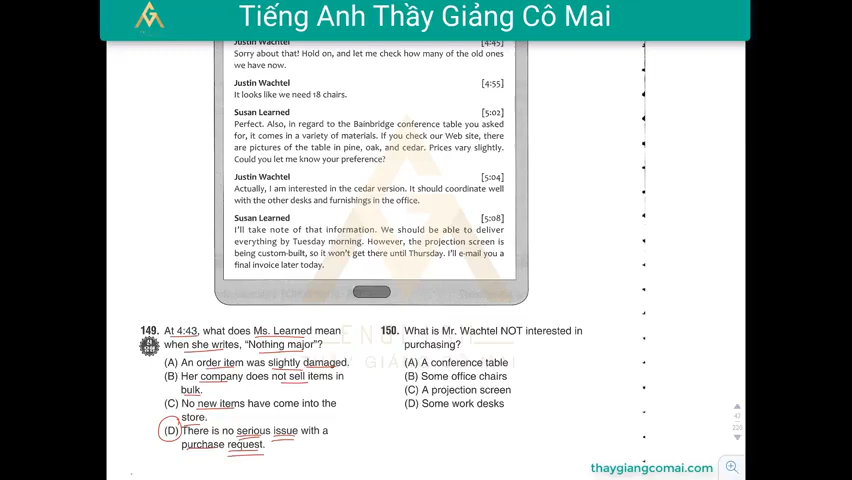 Tiếng Anh Thầy Giảng Cô Mai
Justin Wachtel [4:45]
Sorry about that! Hold on, and let me check how many of the old ones
we have now.
Justin Wachtel [4:55]
It looks like we need 18 chairs.
Susan Learned [5:02]
Perfect. Also, in regard to the Bainbridge conference table you asked
for, it comes in a variety of materials. If you check our Web site, there
are pictures of the table in pine, oak, and cedar. Prices vary slightly.
Could you let me know your preference?
Justin Wachtel [5:04]
Actually, I am interested in the cedar version. It should coordinate well
with the other desks and furnishings in the office.
Susan Learned [5:08]
I'll take note of that information. We should be able to deliver
everything by Tuesday morning. However, the projection screen is
being custom-built, so it won't get there until Thursday. I'll e-mail you a
final invoice later today.
149. At 4:43, what does Ms. Learned mean
when she writes, "Nothing major"?
(A) An order item was slightly damaged.
(B) Her company does not sell items in
bulk.
(C) No new items have come into the
store.
(D) There is no serious issue with a
purchase request.
150. What is Mr. Wachtel NOT interested in
purchasing?
(A) A conference table
(B) Some office chairs
(C) A projection screen
(D) Some work desks
47
220
thaygiangcomai.com